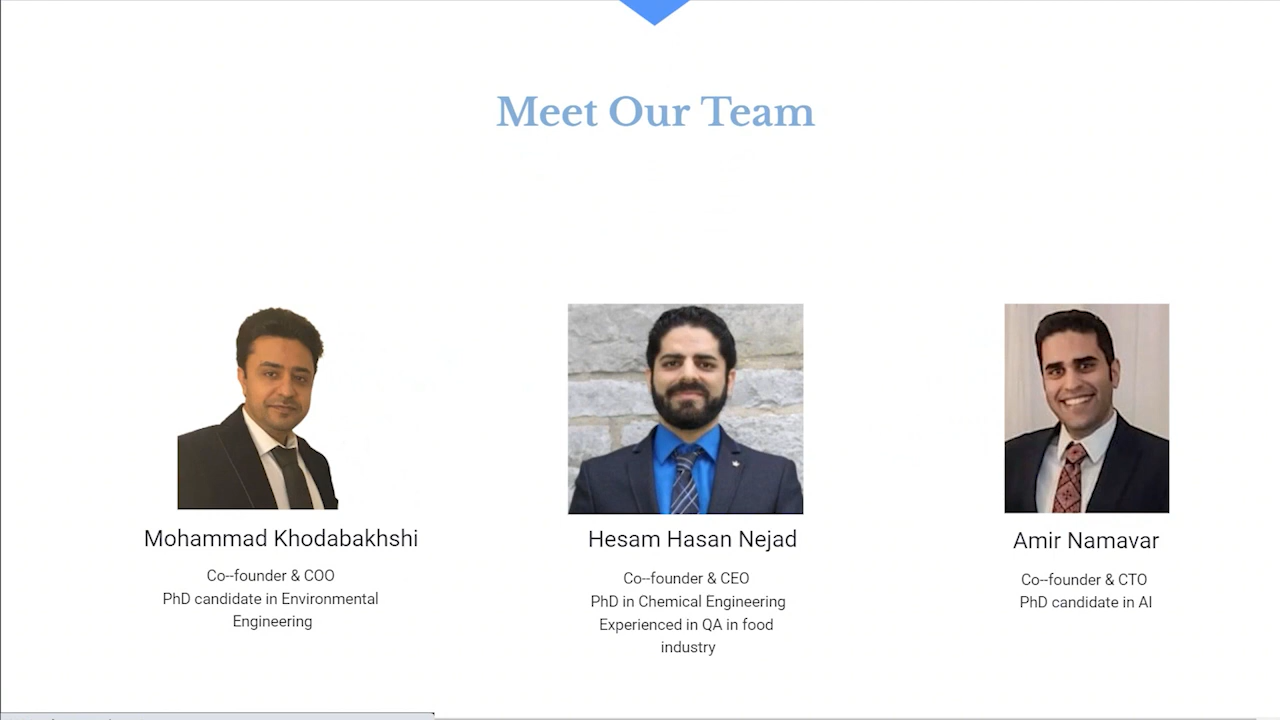 Meet Our Team
Mohammad Khodabakhshi
Co--founder & COO
PhD candidate in Environmental
Engineering
Hesam Hasan Nejad
Co--founder & CEO
PhD in Chemical Engineering
Experienced in QA in food
industry
Amir Namavar
Co--founder & CTO
PhD candidate in AI